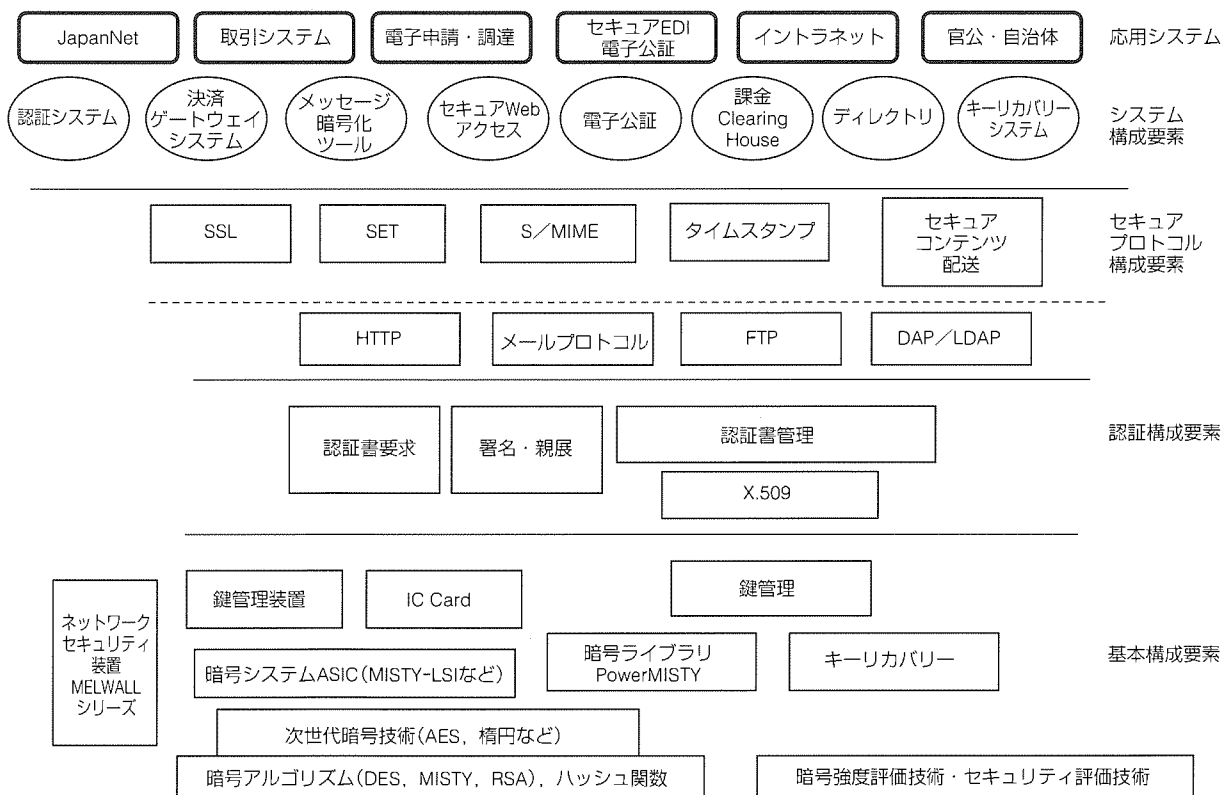 JapanNet
取引システム
電子申請・調達
セキュアEDI
電子公証
イントラネット
官公・自治体
応用システム
認証システム
決済
ゲートウェイ
システム
メッセージ
暗号化
ツール
セキュアWeb
アクセス
電子公証
課金
Clearing
House
ディレクトリ
キーリカバリー
システム
システム
構成要素
SSL
SET
S/MIME
タイムスタンプ
セキュア
コンテンツ
配送
セキュア
プロトコル
構成要素
HTTP
メールプロトコル
FTP
DAP/LDAP
認証書要求
署名・親展
認証書管理
X.509
認証構成要素
ネットワーク
セキュリティ
装置
MELWALL
シリーズ
鍵管理装置
IC Card
鍵管理
暗号システムASIC(MISTY-LSIなど)
暗号ライブラリ
PowerMISTY
キーリカバリー
基本構成要素
次世代暗号技術(AES, 楕円など)
暗号アルゴリズム(DES, MISTY, RSA), ハッシュ関数
暗号強度評価技術・セキュリティ評価技術